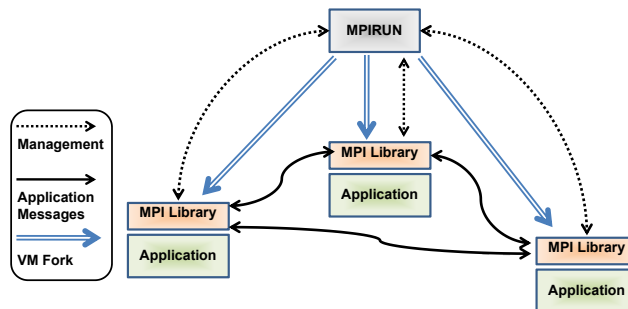 MPIRUN
Management
Application
Messages
VM Fork
MPI Library
Application
MPI Library
Application
MPI Library
Application